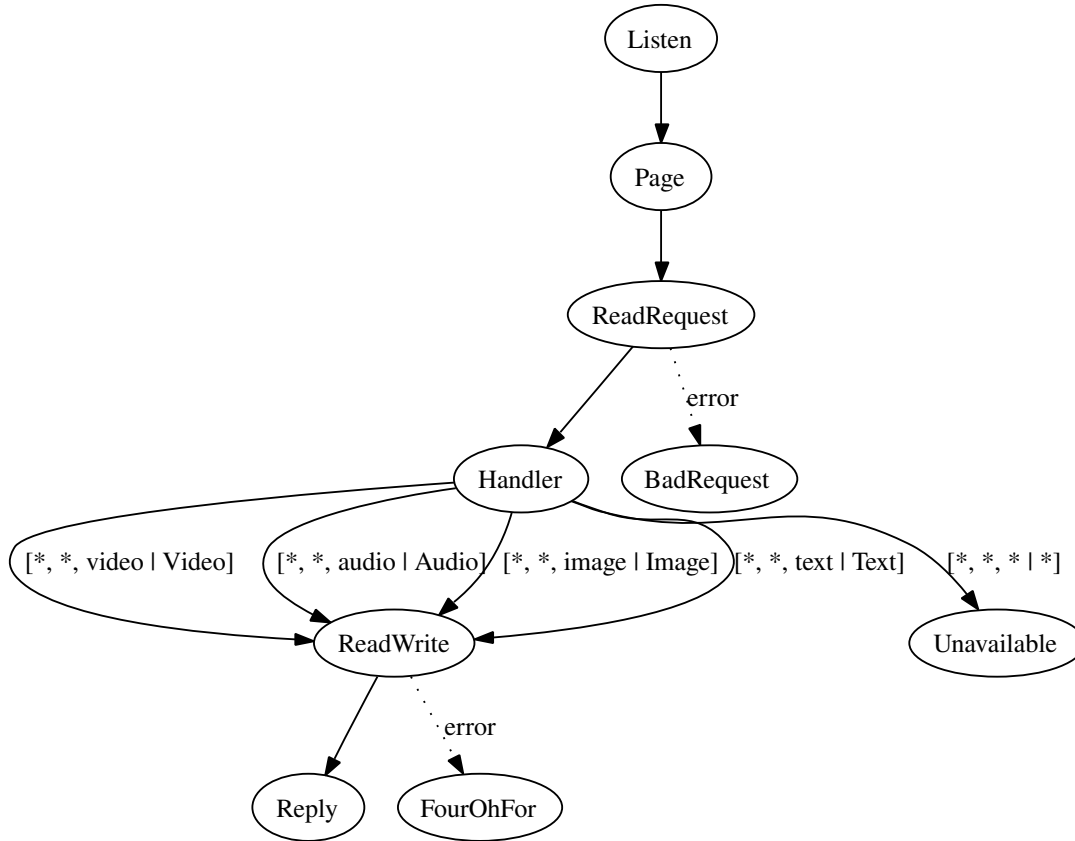 Listen
Page
ReadRequest
error
Handler
BadRequest
[*, *, video | Video]
[*, *, audio | Audio]
[*, *, image | Image]
[*, *, text | Text]
[*, *, * | *]
ReadWrite
Unavailable
error
Reply
FourOhFor